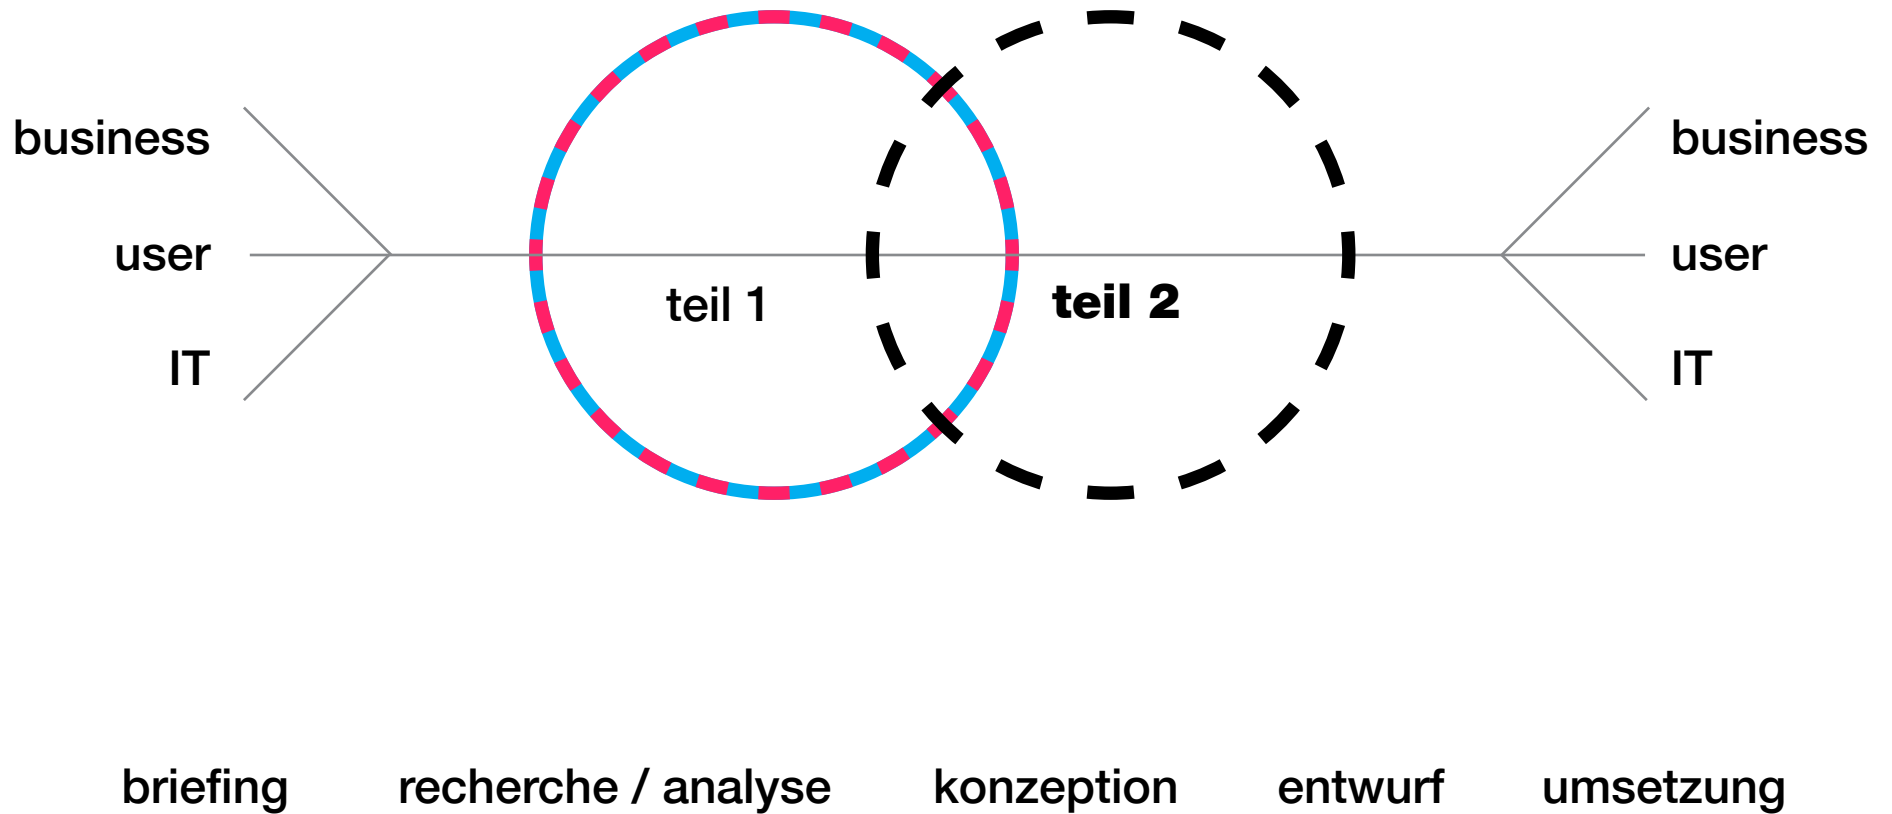 business
user
IT
teil 1
teil 2
business
user
IT
briefing recherche / analyse konzeption entwurf umsetzung